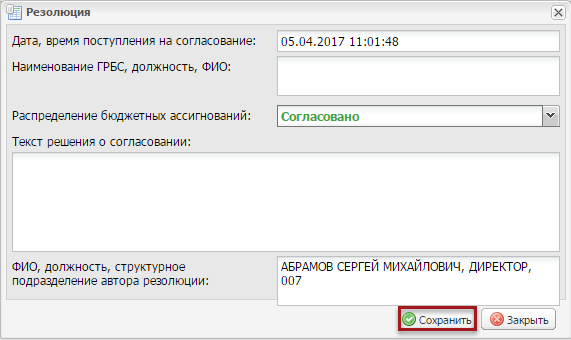 Резолюция
Дата, время поступления на согласование:
05.04.2017 11:01:48
Наименование ГРБС, должность, ФИО:
Распределение бюджетных ассигнований:
Согласовано
Текст решения о согласовании:
ФИО, должность, структурное
подразделение автора резолюции:
АБРАМОВ СЕРГЕЙ МИХАЙЛОВИЧ, ДИРЕКТОР,
007
Сохранить
Закрыть